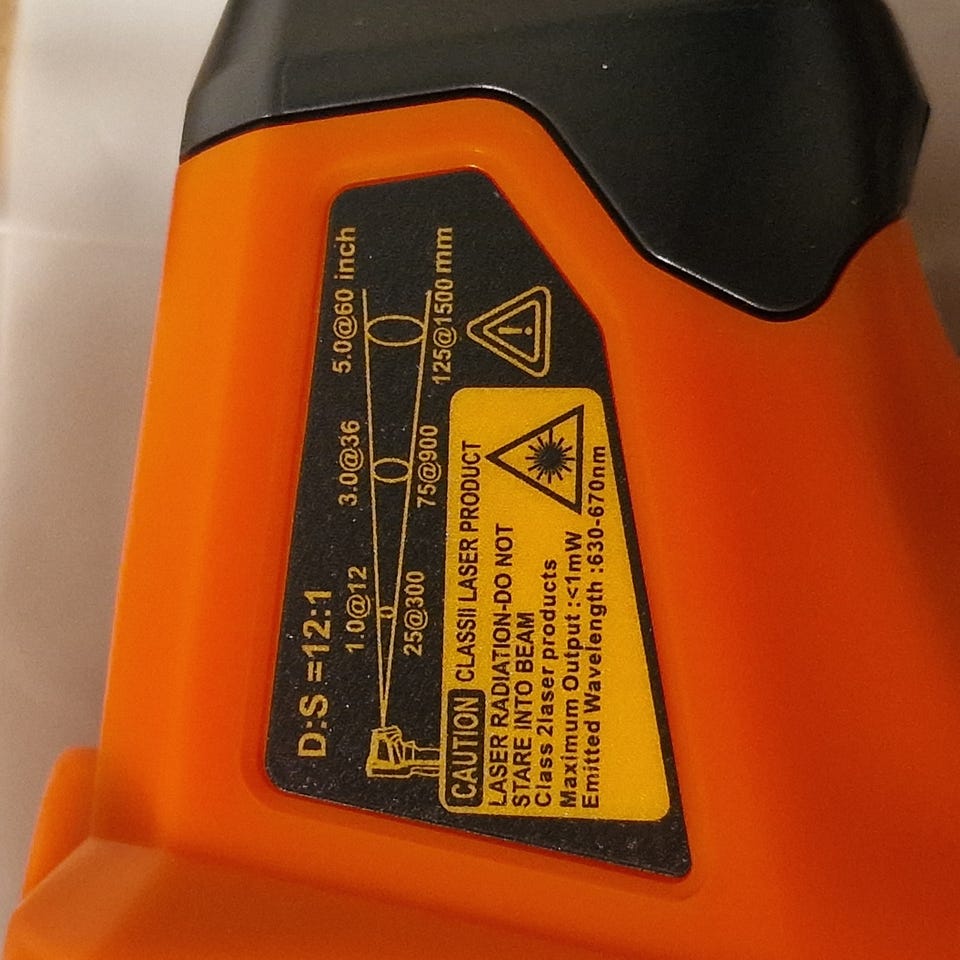 D:S =12:1
1.0@12 3.0@36 5.0@60 inch
25@300 75@900 125@1500 mm
CAUTION CLASSII LASER PRODUCT
LASER RADIATION-DO NOT
STARE INTO BEAM
Class 2laser products
Maximum Output :<1mW
Emitted Wavelength :630-670nm